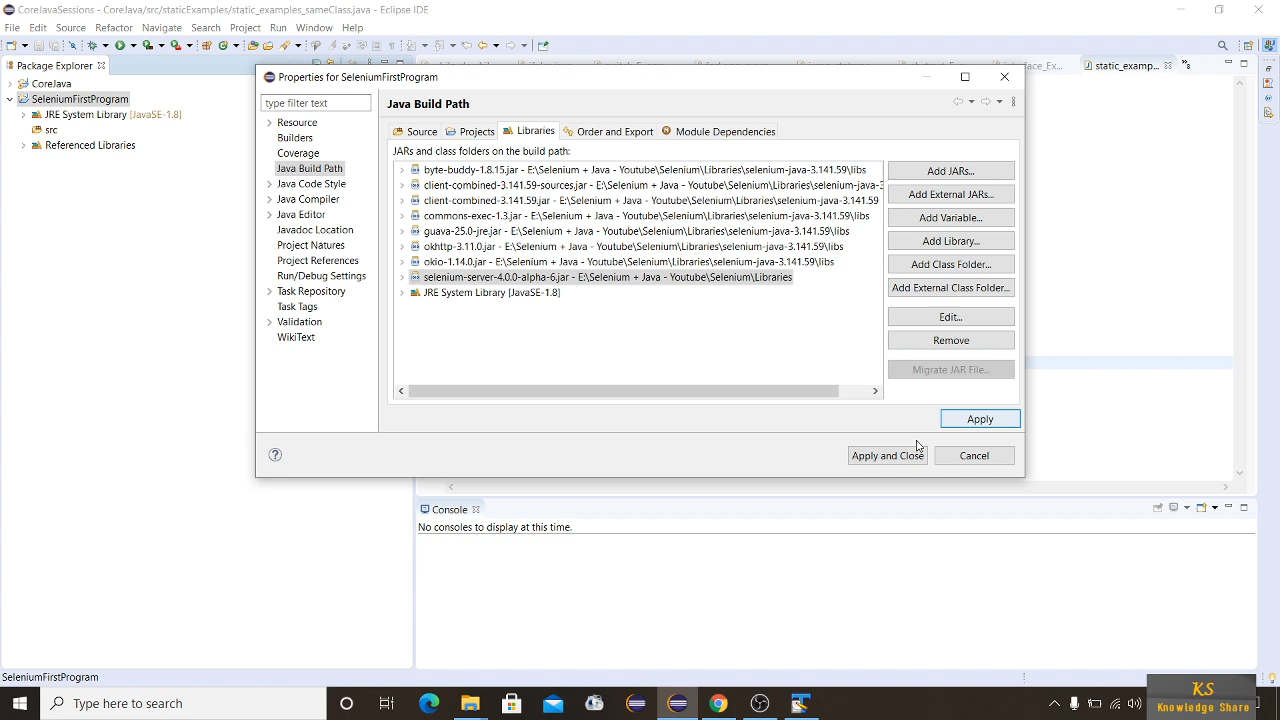 CoreJavaSessions - CoreJava/src/staticExamples/static_examples_sameClass.java - Eclipse IDE
File Edit Source Refactor Navigate Search Project Run Window Help
Package Explorer
static_examp...
CoreJava
SeleniumFirstProgram
JRE System Library [JavaSE-1.8]
src
Referenced Libraries
Properties for SeleniumFirstProgram
type filter text
Java Build Path
Resource
Builders
Coverage
Java Build Path
Java Code Style
Java Compiler
Java Editor
Javadoc Location
Project Natures
Project References
Run/Debug Settings
Task Repository
Task Tags
Validation
WikiText
Source Projects Libraries Order and Export Module Dependencies
JARs and class folders on the build path:
byte-buddy-1.8.15.jar - E:\Selenium + Java - Youtube\Selenium\Libraries\selenium-java-3.141.59\libs
client-combined-3.141.59-sources.jar - E:\Selenium + Java - Youtube\Selenium\Libraries\selenium-java-3
client-combined-3.141.59.jar - E:\Selenium + Java - Youtube\Selenium\Libraries\selenium-java-3.141.59
commons-exec-1.3.jar - E:\Selenium + Java - Youtube\Selenium\Libraries\selenium-java-3.141.59\libs
guava-25.0-jre.jar - E:\Selenium + Java - Youtube\Selenium\Libraries\selenium-java-3.141.59\libs
okhttp-3.11.0.jar - E:\Selenium + Java - Youtube\Selenium\Libraries\selenium-java-3.141.59\libs
okio-1.14.0.jar - E:\Selenium + Java - Youtube\Selenium\Libraries\selenium-java-3.141.59\libs
selenium-server-4.0.0-alpha-6.jar - E:\Selenium + Java - Youtube\Selenium\Libraries
JRE System Library [JavaSE-1.8]
Add JARs...
Add External JARs...
Add Variable...
Add Library...
Add Class Folder...
Add External Class Folder...
Edit...
Remove
Migrate JAR File...
Apply
Apply and Close Cancel
Console
No consoles to display at this time.
SeleniumFirstProgram
Type here to search
KS
Knowledge Share